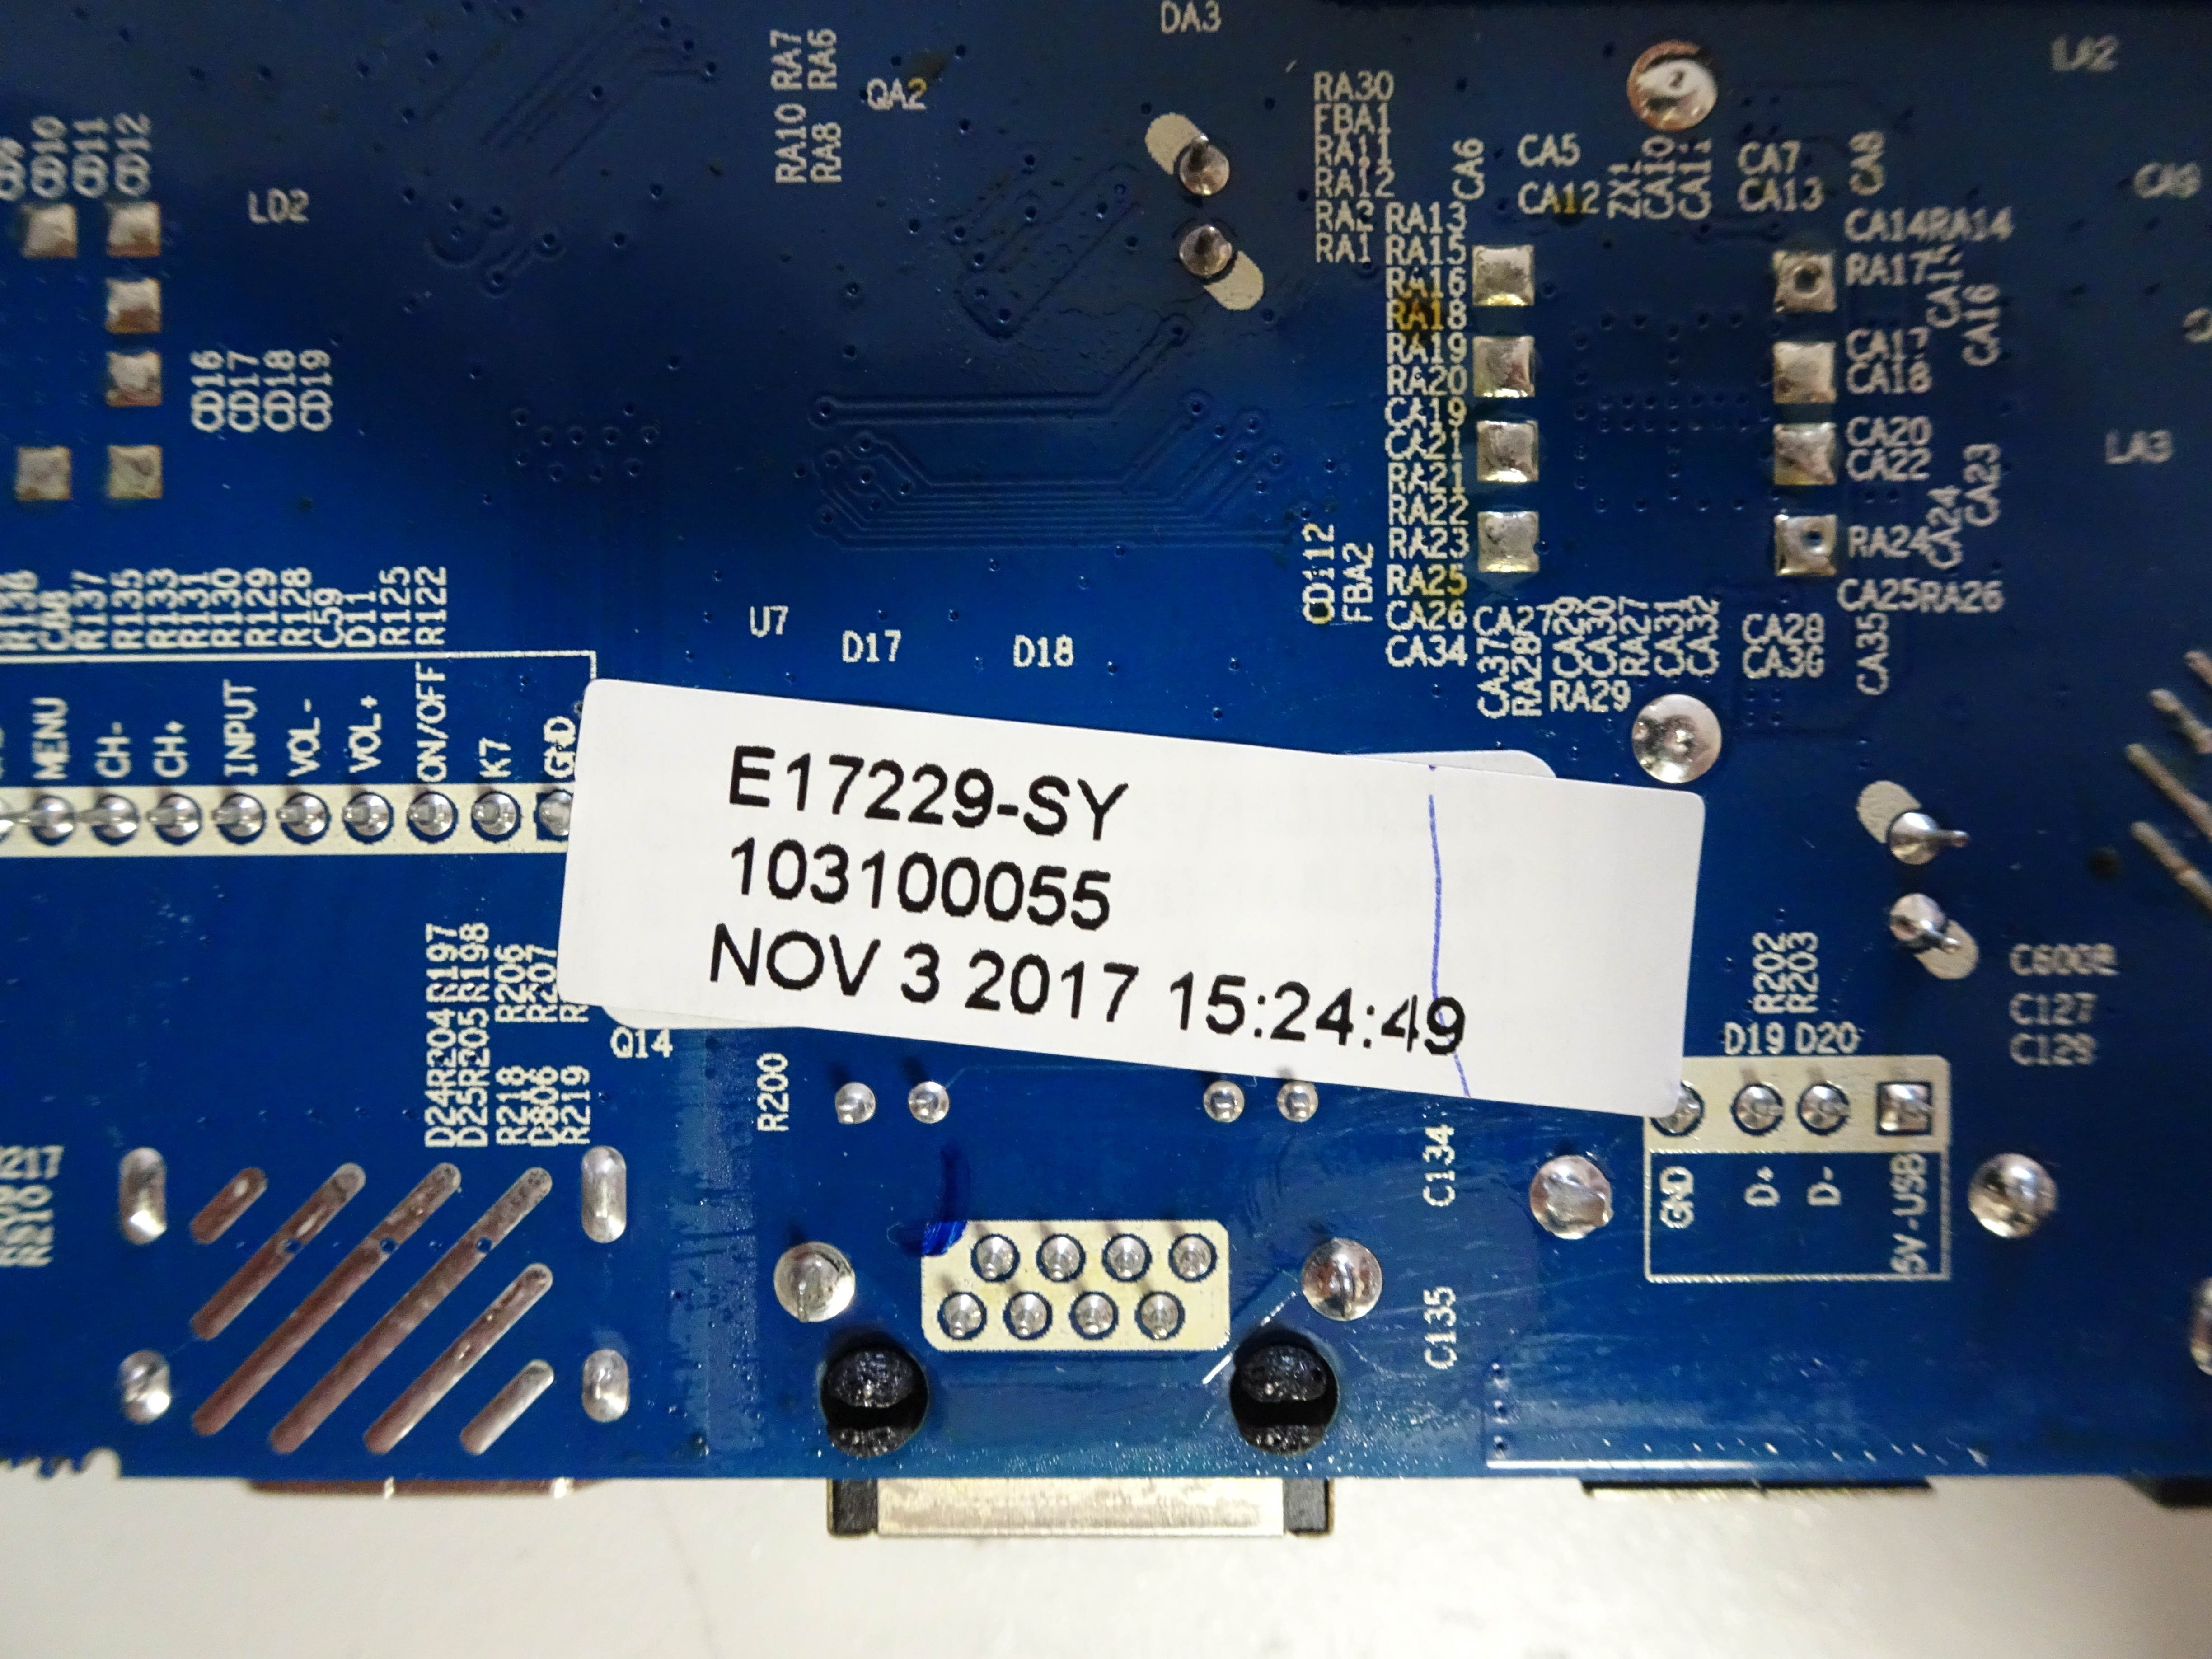 DA3
RA10 RA7
RA8 RA6
QA2
RA30
FBA1
RA11
RA12
RA2 RA13
RA1 RA15
RA16
RA18
RA19
RA20
CA19
CA21
RA21
RA22
RA23
RA25
CA26
CA34
CA6
CA5
CA12
ZX1
CA10
CA11
CA7
CA13
CA8
CA14RA14
RA17
CA15
CA16
CA17
CA18
CA20
CA22
CA23
RA24
CA24
CA25RA26
CA27
CA37
RA28
CA29
CA30
RA27
CA31
CA32
RA29
CA28
CA36
CA35
LA3
CD10
CD11
CD12
LD2
CD16
CD17
CD18
CD19
CD112
FBA2
R137
R135
R133
R131
R130
R129
R128
C59
D11
R125
R122
U7
D17
D18
MENU
CH-
CH+
INPUT
VOL-
VOL+
ON/OFF
K7
GND
E17229-SY
103100055
NOV 3 2017 15:24:49
D24R204R197
D25R205R198
R218 R206
D806 R207
R219
Q14
R200
C134
C135
R202
R203
D19 D20
GND
D+
D-
5V-USB
C127
C129